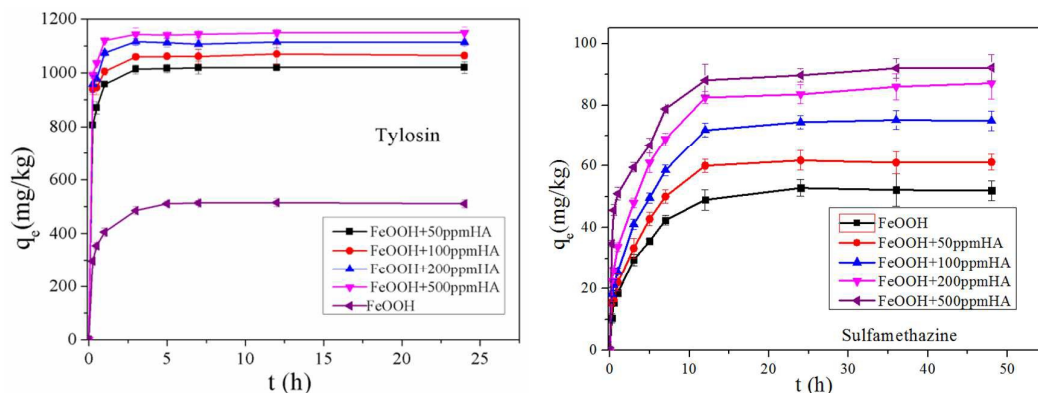 1200
1000
800
600
400
200
0
q_e(mg/kg)
Tylosin
FeOOH+50ppmHA
FeOOH+100ppmHA
FeOOH+200ppmHA
FeOOH+500ppmHA
FeOOH
0 5 10 15 20 25
t (h)
100
80
60
40
20
0
q_e(mg/kg)
FeOOH
FeOOH+50ppmHA
FeOOH+100ppmHA
FeOOH+200ppmHA
FeOOH+500ppmHA
Sulfamethazine
0 10 20 30 40 50
t (h)